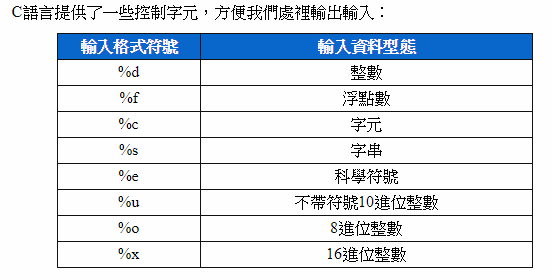 C語言提供了一些控制字元，方便我們處裡輸出輸入：
輸入格式符號 輸入資料型態
%d 整數
%f 浮點數
%c 字元
%s 字串
%e 科學符號
%u 不帶符號10進位整數
%o 8進位整數
%x 16進位整數